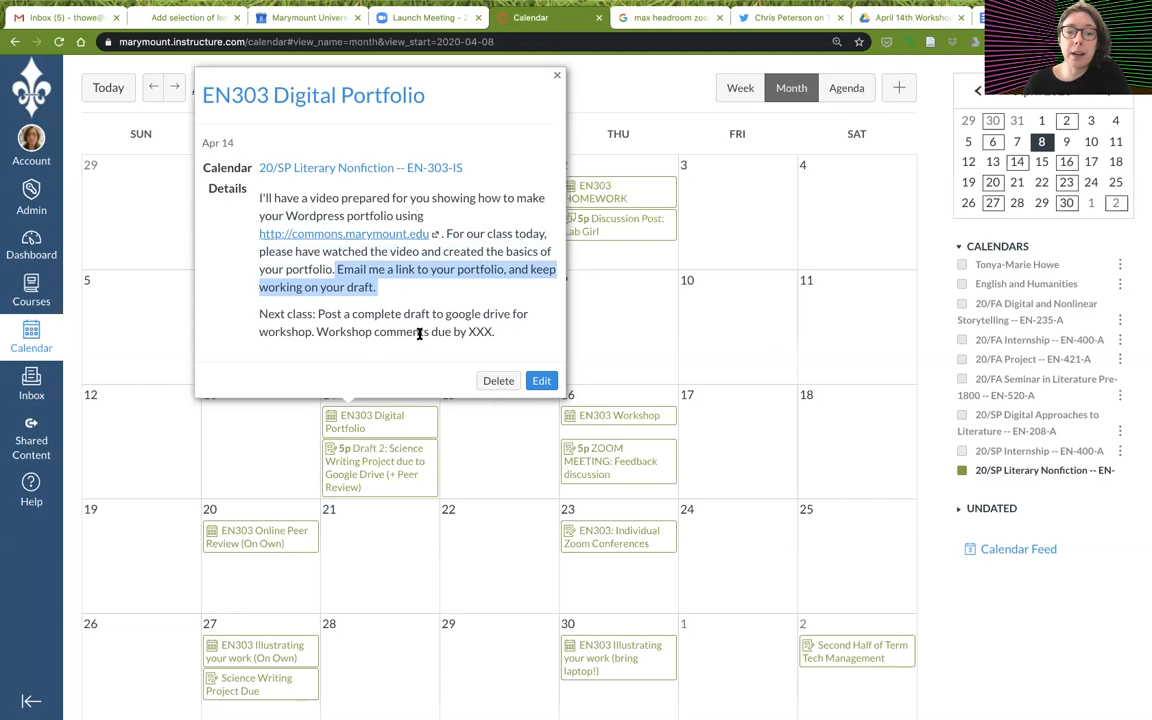 Inbox (5) - thowe@
Add selection of lo
Marymount Univers
Launch Meeting - Z
Calendar
max headroom zoo
Chris Peterson on T
April 14th Worksho
marymount.instructure.com/calendar#view_name=month&view_start=2020-04-08
Account
Admin
Dashboard
Courses
Calendar
Inbox
Shared
Content
Help
Today
Week
Month
Agenda
SUN
THU
FRI
SAT
EN303 Digital Portfolio
Apr 14
Calendar
20/SP Literary Nonfiction -- EN-303-IS
Details
I'll have a video prepared for you showing how to make
your Wordpress portfolio using
http://commons.marymount.edu . For our class today,
please have watched the video and created the basics of
your portfolio. Email me a link to your portfolio, and keep
working on your draft.
Next class: Post a complete draft to google drive for
workshop. Workshop comments due by XXX.
Delete
Edit
29
3
4
EN303
HOMEWORK
5p Discussion Post:
Lab Girl
5
10
11
12
17
18
EN303 Digital
Portfolio
5p Draft 2: Science
Writing Project due to
Google Drive (+ Peer
Review)
EN303 Workshop
5p ZOOM
MEETING: Feedback
discussion
19
20
21
22
23
24
25
EN303 Online Peer
Review (On Own)
EN303: Individual
Zoom Conferences
26
27
28
29
30
1
2
EN303 Illustrating
your work (On Own)
Science Writing
Project Due
EN303 Illustrating
your work (bring
laptop!)
Second Half of Term
Tech Management
29 30 31 1 2 3 4
5 6 7 8 9 10 11
12 13 14 15 16 17 18
19 20 21 22 23 24 25
26 27 28 29 30 1 2
CALENDARS
Tonya-Marie Howe
English and Humanities
20/FA Digital and Nonlinear
Storytelling -- EN-235-A
20/FA Internship -- EN-400-A
20/FA Project -- EN-421-A
20/FA Seminar in Literature Pre-
1800 -- EN-520-A
20/SP Digital Approaches to
Literature -- EN-208-A
20/SP Internship -- EN-400-A
20/SP Literary Nonfiction -- EN-
UNDATED
Calendar Feed